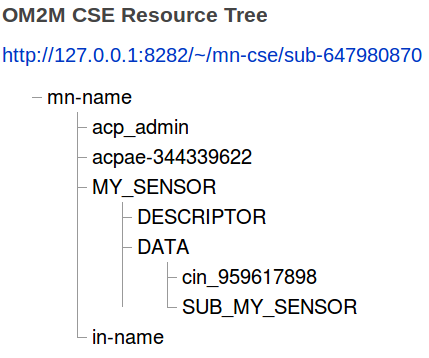 OM2M CSE Resource Tree
http://127.0.0.1:8282/~/mn-cse/sub-647980870
mn-name
acp_admin
acpae-344339622
MY_SENSOR
DESCRIPTOR
DATA
cin_959617898
SUB_MY_SENSOR
in-name